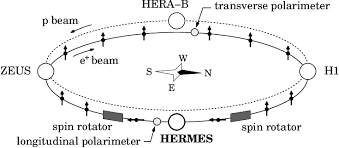 HERA-B
transverse polarimeter
p beam
e+ beam
ZEUS
W
S
N
E
H1
spin rotator
spin rotator
longitudinal polarimeter
HERMES